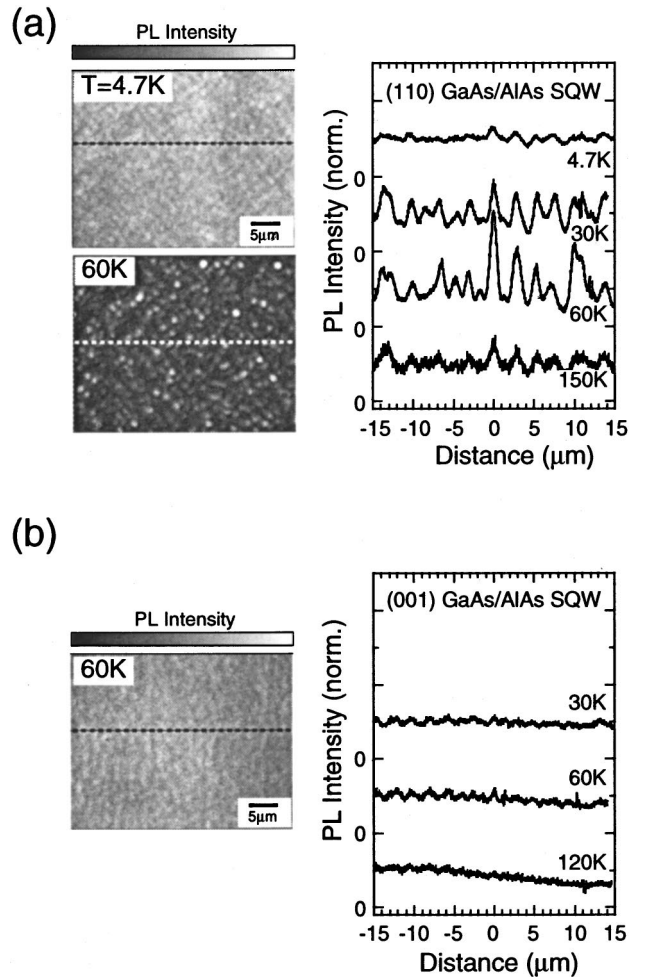 (a)
PL Intensity
T=4.7K
5μm
60K
PL Intensity (norm.)
(110) GaAs/AlAs SQW
4.7K
0
30K
0
60K
0
150K
0
-15 -10 -5 0 5 10 15
Distance (μm)
(b)
PL Intensity
60K
5μm
PL Intensity (norm.)
(001) GaAs/AlAs SQW
30K
0
60K
0
120K
0
-15 -10 -5 0 5 10 15
Distance (μm)